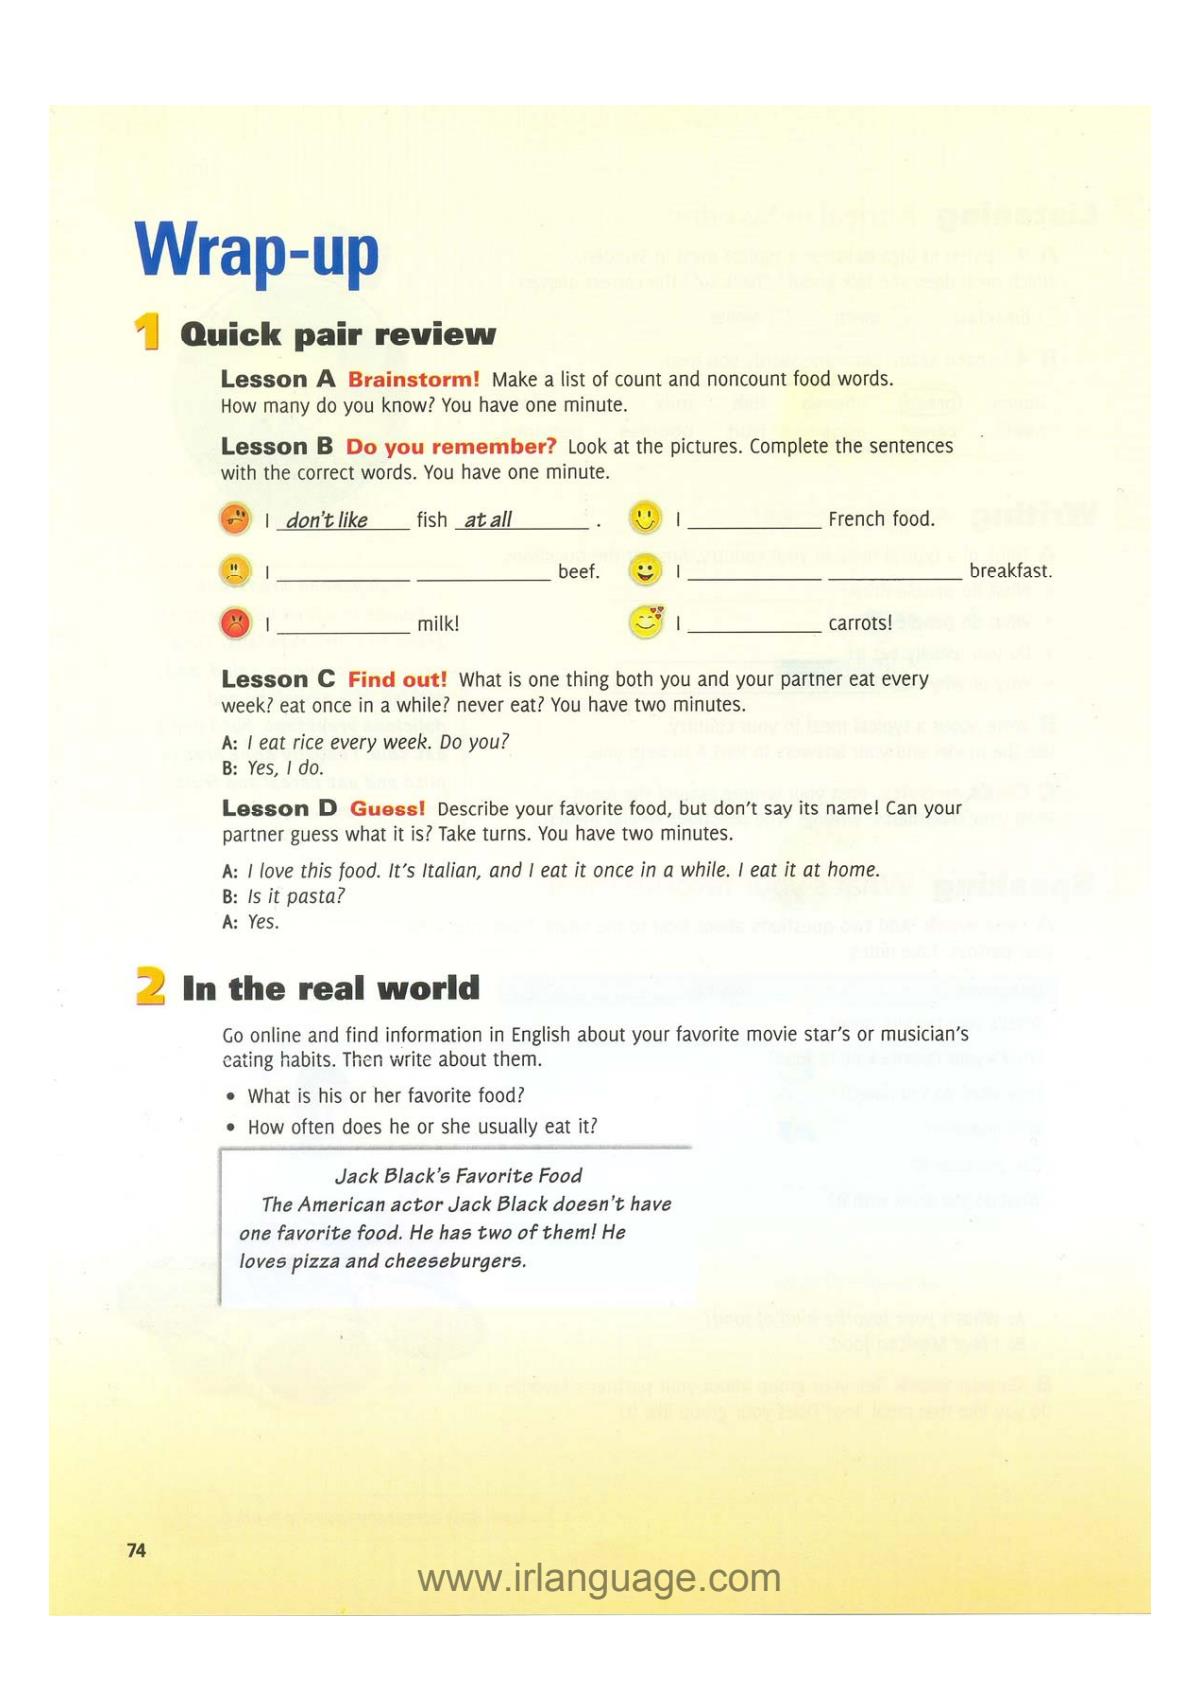 Wrap-up
1 Quick pair review
Lesson A Brainstorm! Make a list of count and noncount food words.
How many do you know? You have one minute.
Lesson B Do you remember? Look at the pictures. Complete the sentences
with the correct words. You have one minute.
I don't like fish at all .
I ____________ French food.
I ____________ ____________ beef.
I ____________ ____________ breakfast.
I ____________ milk!
I ____________ carrots!
Lesson C Find out! What is one thing both you and your partner eat every
week? eat once in a while? never eat? You have two minutes.
A: I eat rice every week. Do you?
B: Yes, I do.
Lesson D Guess! Describe your favorite food, but don't say its name! Can your
partner guess what it is? Take turns. You have two minutes.
A: I love this food. It's Italian, and I eat it once in a while. I eat it at home.
B: Is it pasta?
A: Yes.
2 In the real world
Go online and find information in English about your favorite movie star's or musician's
eating habits. Then write about them.
• What is his or her favorite food?
• How often does he or she usually eat it?
Jack Black's Favorite Food
The American actor Jack Black doesn't have
one favorite food. He has two of them! He
loves pizza and cheeseburgers.
74
www.irlanguage.com